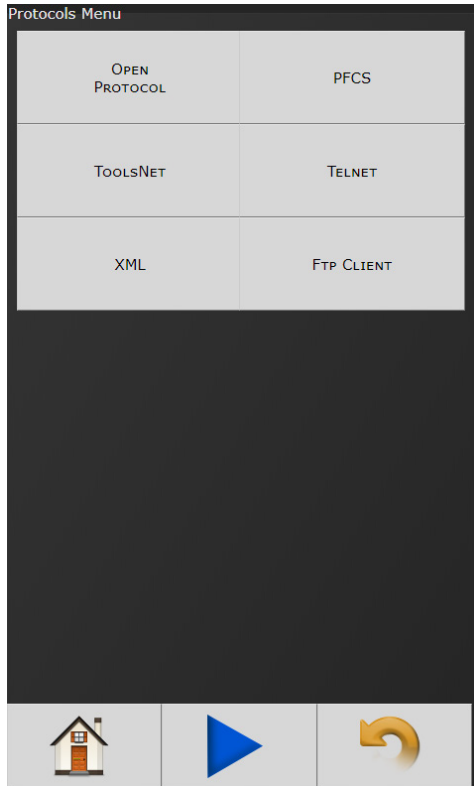 Protocols Menu
Open
Protocol
PFCS
ToolsNet
Telnet
XML
Ftp Client